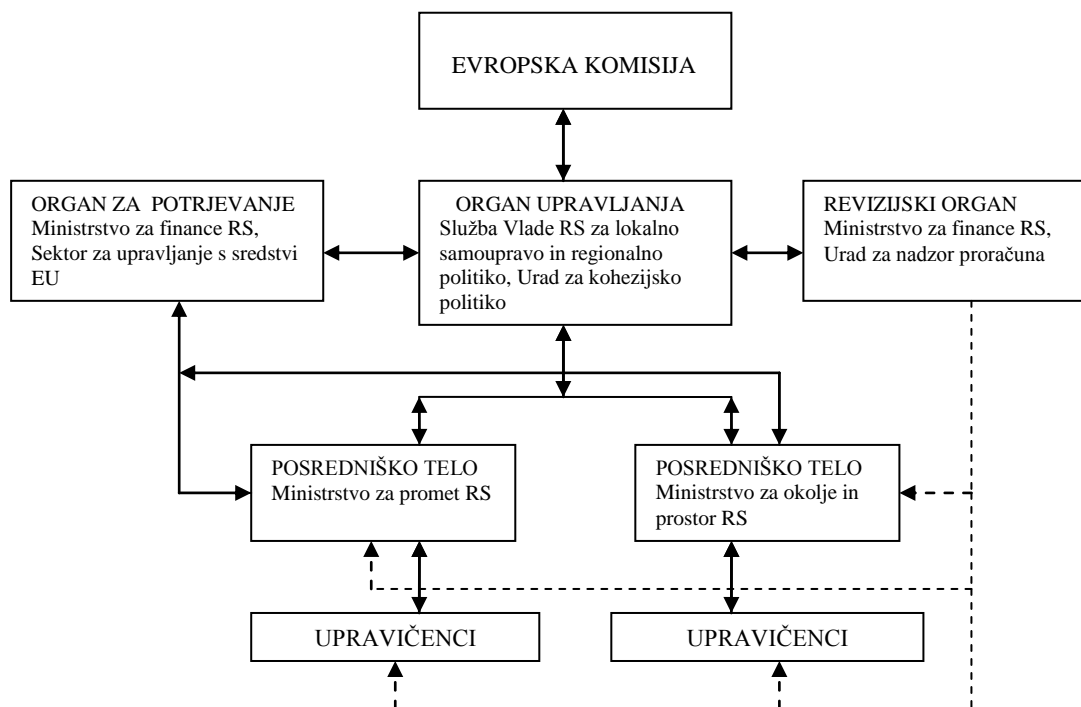 EVROPSKA KOMISIJA
ORGAN ZA POTRJEVANJE
Ministrstvo za finance RS,
Sektor za upravljanje s sredstvi
EU
ORGAN UPRAVLJANJA
Služba Vlade RS za lokalno
samoupravo in regionalno
politiko, Urad za kohezijsko
politiko
REVIZIJSKI ORGAN
Ministrstvo za finance RS,
Urad za nadzor proračuna
POSREDNIŠKO TELO
Ministrstvo za promet RS
POSREDNIŠKO TELO
Ministrstvo za okolje in
prostor RS
UPRAVIČENCI
UPRAVIČENCI